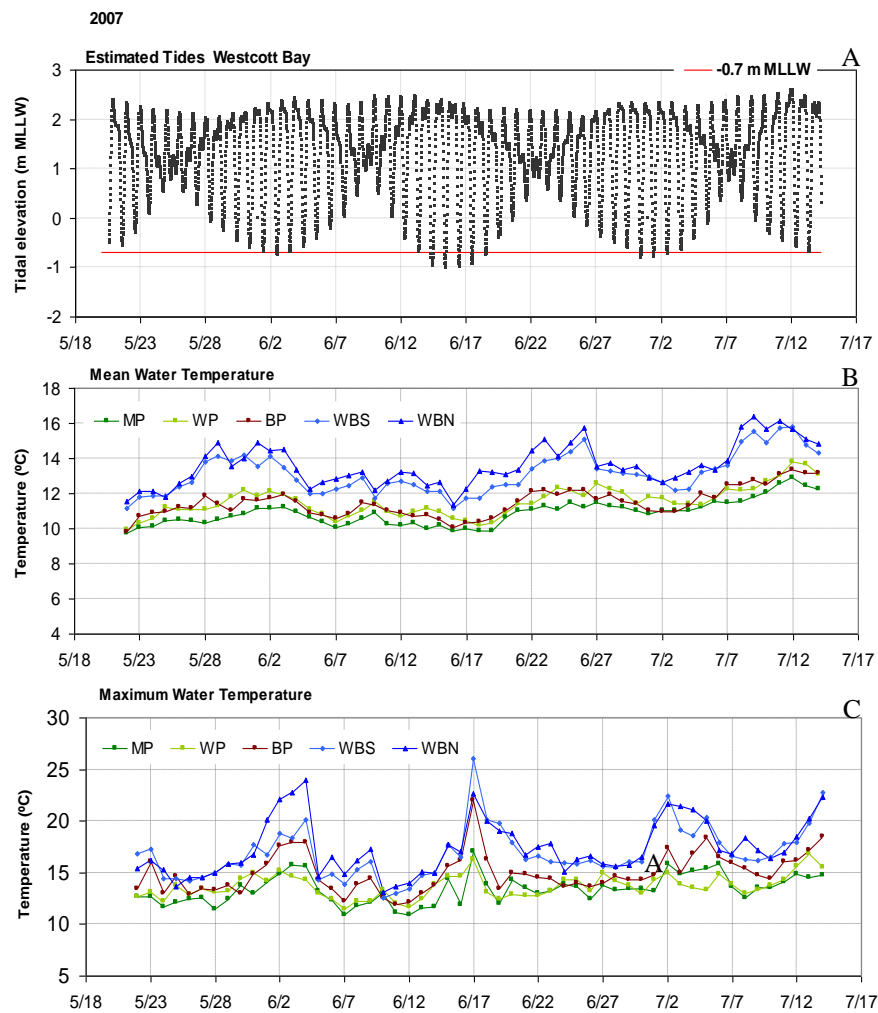 2007
Estimated Tides Westcott Bay
A
-0.7 m MLLW
Tidal elevation (m MLLW)
3
2
1
0
-1
-2
5/18 5/23 5/28 6/2 6/7 6/12 6/17 6/22 6/27 7/2 7/7 7/12 7/17
Mean Water Temperature
B
MP WP BP WBS WBN
Temperature (ºC)
18
16
14
12
10
8
6
4
5/18 5/23 5/28 6/2 6/7 6/12 6/17 6/22 6/27 7/2 7/7 7/12 7/17
Maximum Water Temperature
C
MP WP BP WBS WBN
Temperature (ºC)
30
25
20
15
10
5
A
5/18 5/23 5/28 6/2 6/7 6/12 6/17 6/22 6/27 7/2 7/7 7/12 7/17